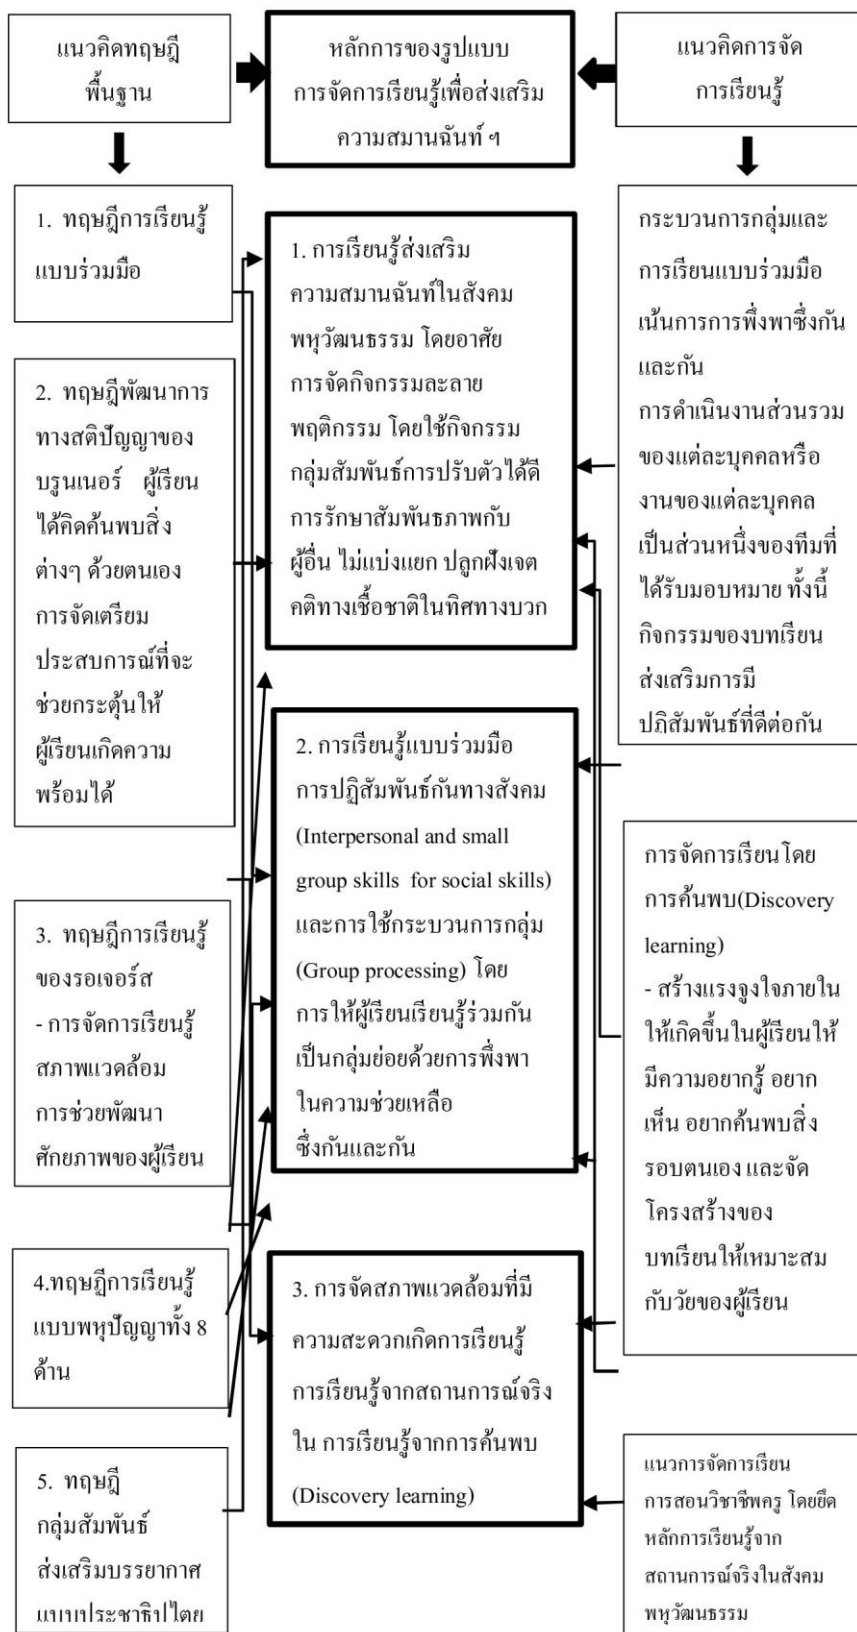 แนวคิดทฤษฎี
พื้นฐาน
หลักการของรูปแบบ
การจัดการเรียนรู้เพื่อส่งเสริม
ความสมานฉันท์ ฯ
แนวคิดการจัด
การเรียนรู้
1. ทฤษฎีการเรียนรู้
แบบร่วมมือ
2. ทฤษฎีพัฒนาการ
ทางสติปัญญาของ
บรูนเนอร์ ผู้เรียน
ได้คิดค้นพบสิ่ง
ต่างๆ ด้วยตนเอง
การจัดเตรียม
ประสบการณ์ที่จะ
ช่วยกระตุ้นให้
ผู้เรียนเกิดความ
พร้อมได้
3. ทฤษฎีการเรียนรู้
ของรอเจอร์ส
- การจัดการเรียนรู้
สภาพแวดล้อม
การช่วยพัฒนา
ศักยภาพของผู้เรียน
4.ทฤษฎีการเรียนรู้
แบบพหุปัญญาทั้ง 8
ด้าน
5. ทฤษฎี
กลุ่มสัมพันธ์
ส่งเสริมบรรยากาศ
แบบประชาธิปไตย
1. การเรียนรู้ส่งเสริม
ความสมานฉันท์ในสังคม
พหุวัฒนธรรม โดยอาศัย
การจัดกิจกรรมละลาย
พฤติกรรม โดยใช้กิจกรรม
กลุ่มสัมพันธ์การปรับตัวได้ดี
การรักษาสัมพันธภาพกับ
ผู้อื่น ไม่แบ่งแยก ปลูกฝังเจต
คติทางเชื้อชาติในทิศทางบวก
2. การเรียนรู้แบบร่วมมือ
การปฏิสัมพันธ์กันทางสังคม
(Interpersonal and small
group skills for social skills)
และการใช้กระบวนการกลุ่ม
(Group processing) โดย
การให้ผู้เรียนเรียนรู้ร่วมกัน
เป็นกลุ่มย่อยด้วยการพึ่งพา
ในความช่วยเหลือ
ซึ่งกันและกัน
3. การจัดสภาพแวดล้อมที่มี
ความสะดวกเกิดการเรียนรู้
การเรียนรู้จากสถานการณ์จริง
ใน การเรียนรู้จากการค้นพบ
(Discovery learning)
กระบวนการกลุ่มและ
การเรียนแบบร่วมมือ
เน้นการการพึ่งพาซึ่งกัน
และกัน
การดำเนินงานส่วนรวม
ของแต่ละบุคคลหรือ
งานของแต่ละบุคคล
เป็นส่วนหนึ่งของทีมที่
ได้รับมอบหมาย ทั้งนี้
กิจกรรมของบทเรียน
ส่งเสริมการมี
ปฏิสัมพันธ์ที่ดีต่อกัน
การจัดการเรียนโดย
การค้นพบ(Discovery
learning)
- สร้างแรงจูงใจภายใน
ให้เกิดขึ้นในผู้เรียนให้
มีความอยากรู้ อยาก
เห็น อยากค้นพบสิ่ง
รอบตนเอง และจัด
โครงสร้างของ
บทเรียนให้เหมาะสม
กับวัยของผู้เรียน
แนวการจัดการเรียน
การสอนวิชาชีพครู โดยยึด
หลักการเรียนรู้จาก
สถานการณ์จริงในสังคม
พหุวัฒนธรรม